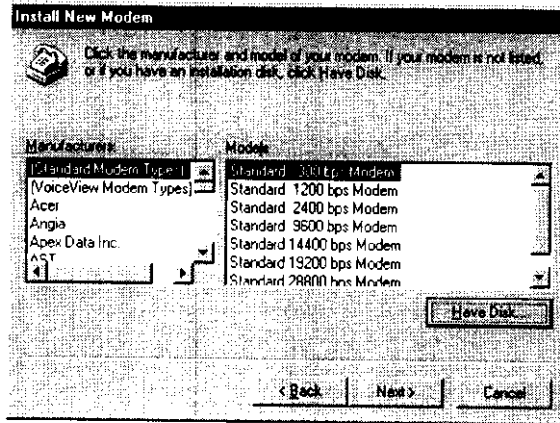 Install New Modem
Click the manufacturer and model of your modem. If your modem is not listed,
or if you have an installation disk, click Have Disk.
Manufacturers:
(Standard Modem Types)
(VoiceView Modem Types)
Acer
Angia
Apex Data Inc.
AST
Models:
Standard 300 bps Modem
Standard 1200 bps Modem
Standard 2400 bps Modem
Standard 9600 bps Modem
Standard 14400 bps Modem
Standard 19200 bps Modem
Standard 28800 bps Modem
Have Disk...
< Back
Next >
Cancel